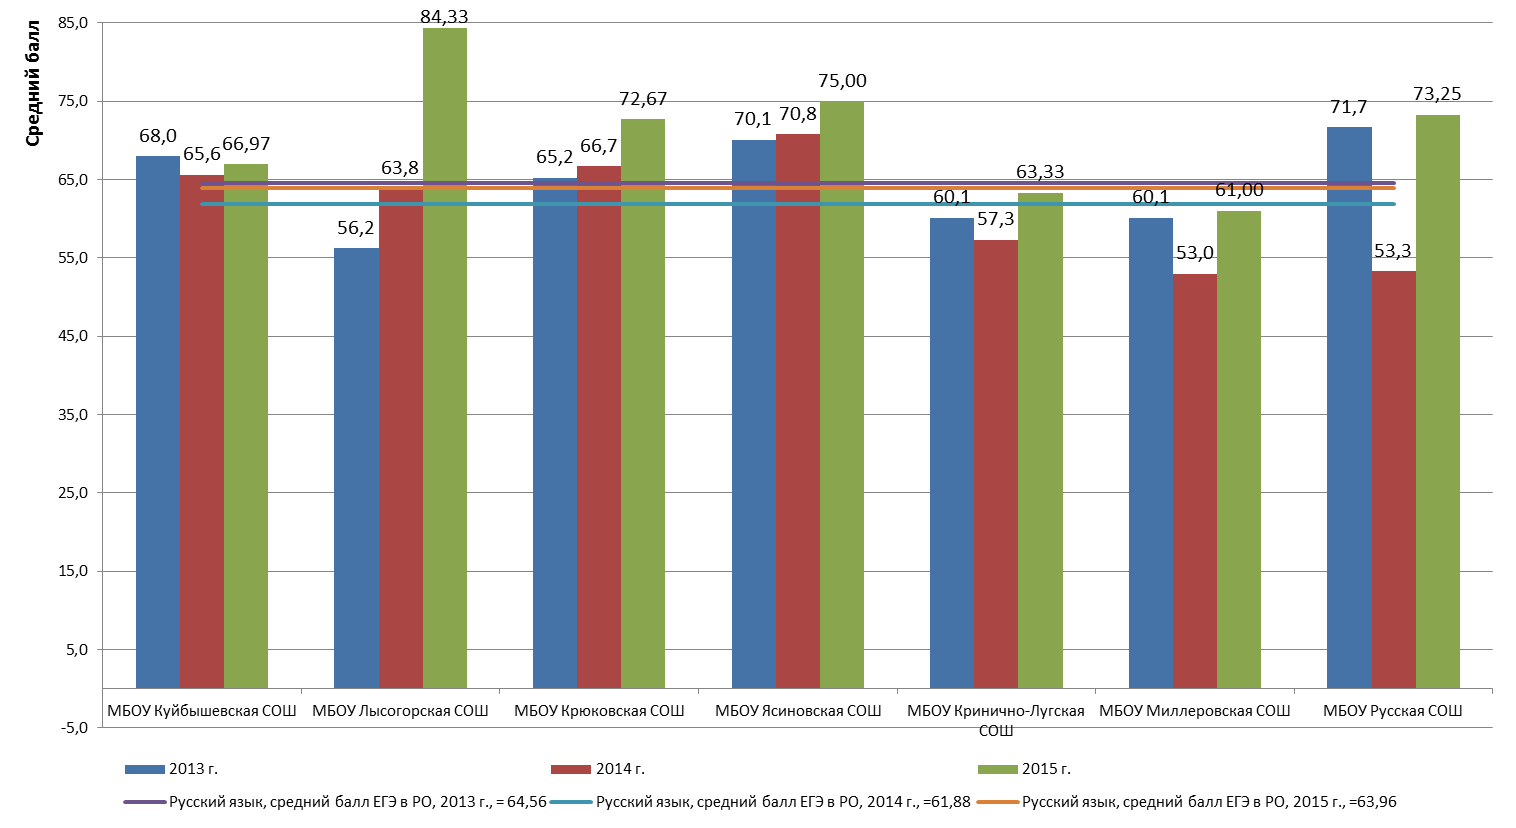 Средний балл
85,0
75,0
65,0
55,0
45,0
35,0
25,0
15,0
5,0
-5,0
68,0
65,6
66,97
56,2
63,8
84,33
65,2
66,7
72,67
70,1
70,8
75,00
60,1
57,3
63,33
60,1
53,0
61,00
71,7
53,3
73,25
МБОУ Куйбышевская СОШ
МБОУ Лысогорская СОШ
МБОУ Крюковская СОШ
МБОУ Ясиновская СОШ
МБОУ Кринично-Лугская
СОШ
МБОУ Миллеровская СОШ
МБОУ Русская СОШ
2013 г.
2014 г.
2015 г.
Русский язык, средний балл ЕГЭ в РО, 2013 г., = 64,56
Русский язык, средний балл ЕГЭ в РО, 2014 г., =61,88
Русский язык, средний балл ЕГЭ в РО, 2015 г., =63,96